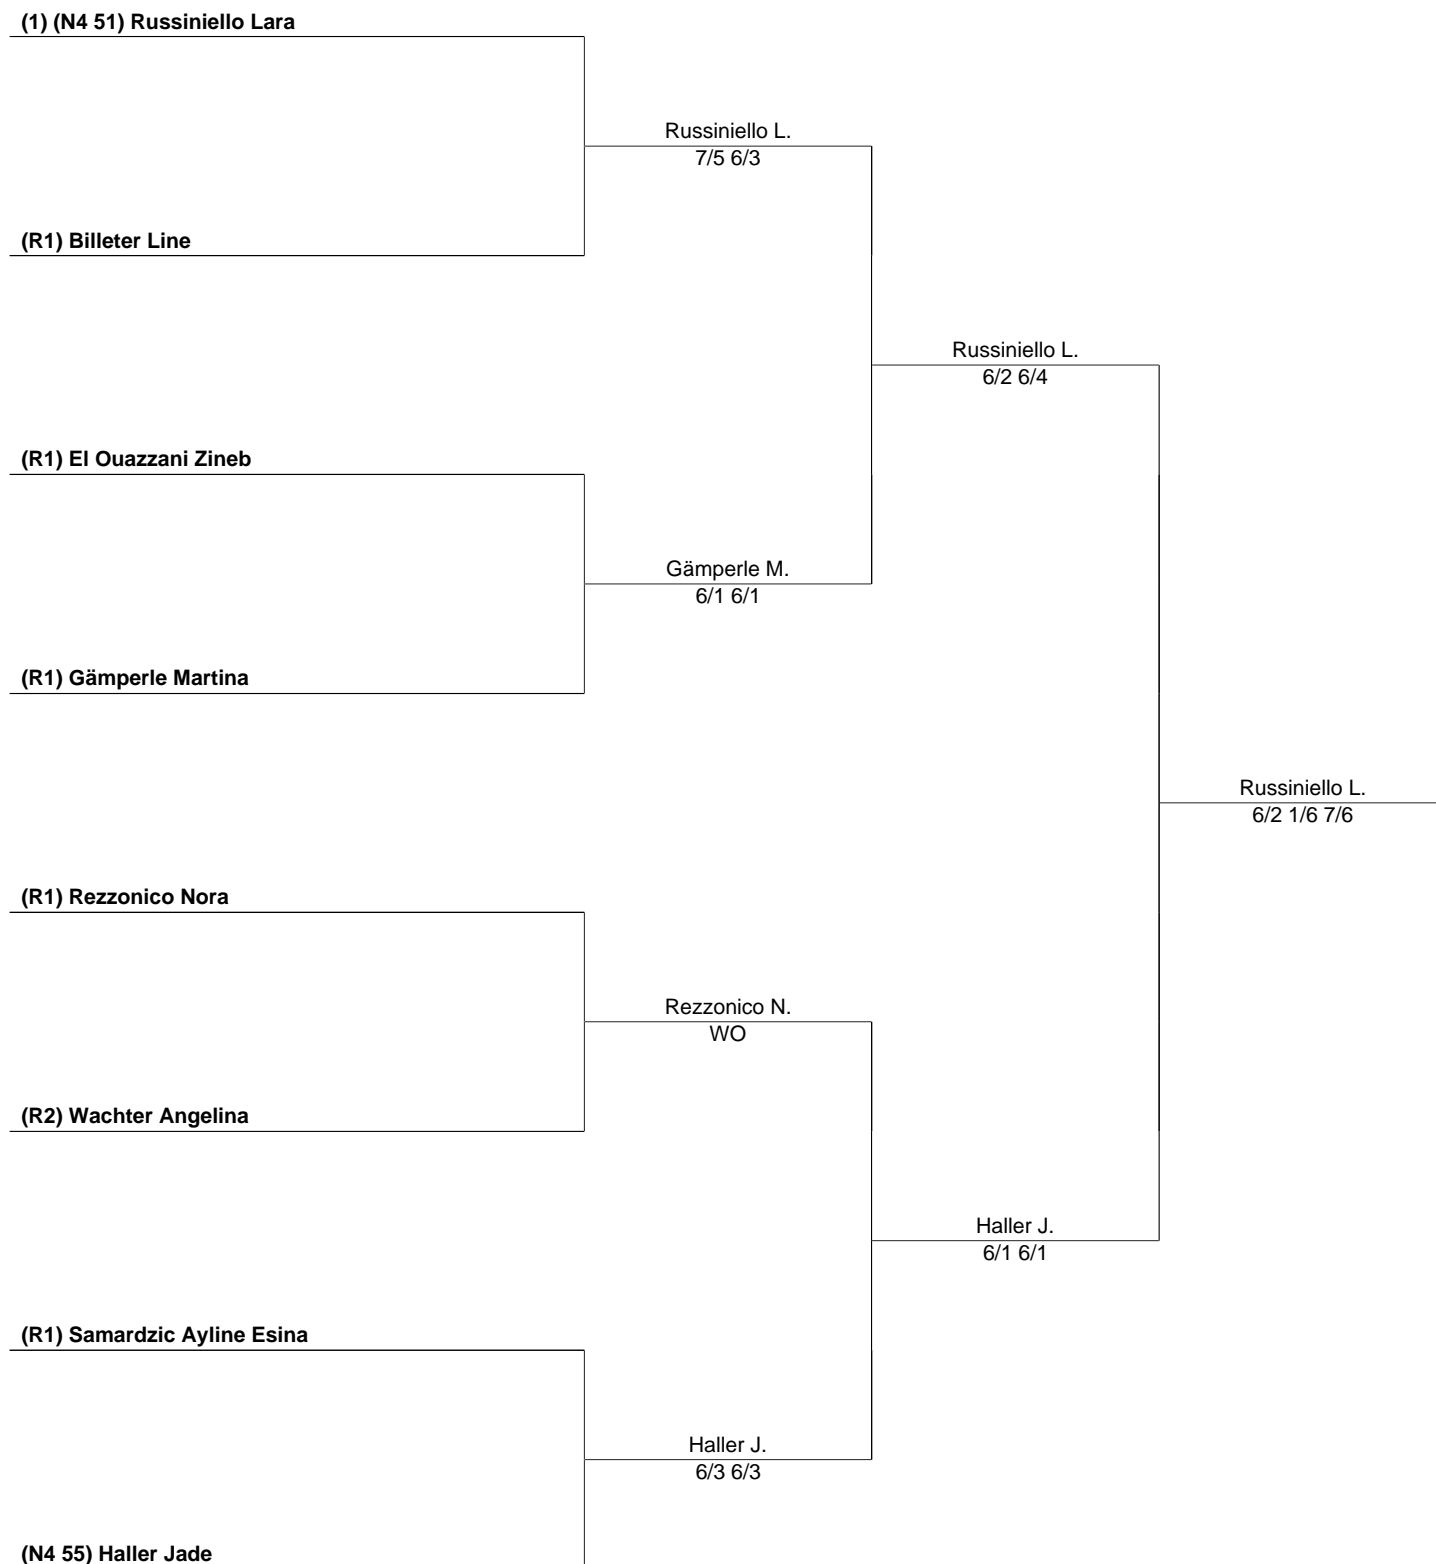 (1) (N4 51) Russiniello Lara
Russiniello L.
7/5 6/3
(R1) Billeter Line
Russiniello L.
6/2 6/4
(R1) El Ouazzani Zineb
Gämperle M.
6/1 6/1
(R1) Gämperle Martina
Russiniello L.
6/2 1/6 7/6
(R1) Rezzonico Nora
Rezzonico N.
WO
(R2) Wachter Angelina
Haller J.
6/1 6/1
(R1) Samardzic Ayline Esina
Haller J.
6/3 6/3
(N4 55) Haller Jade